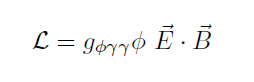 ℒ = g_{ϕγγ} ϕ E⃗ · B⃗